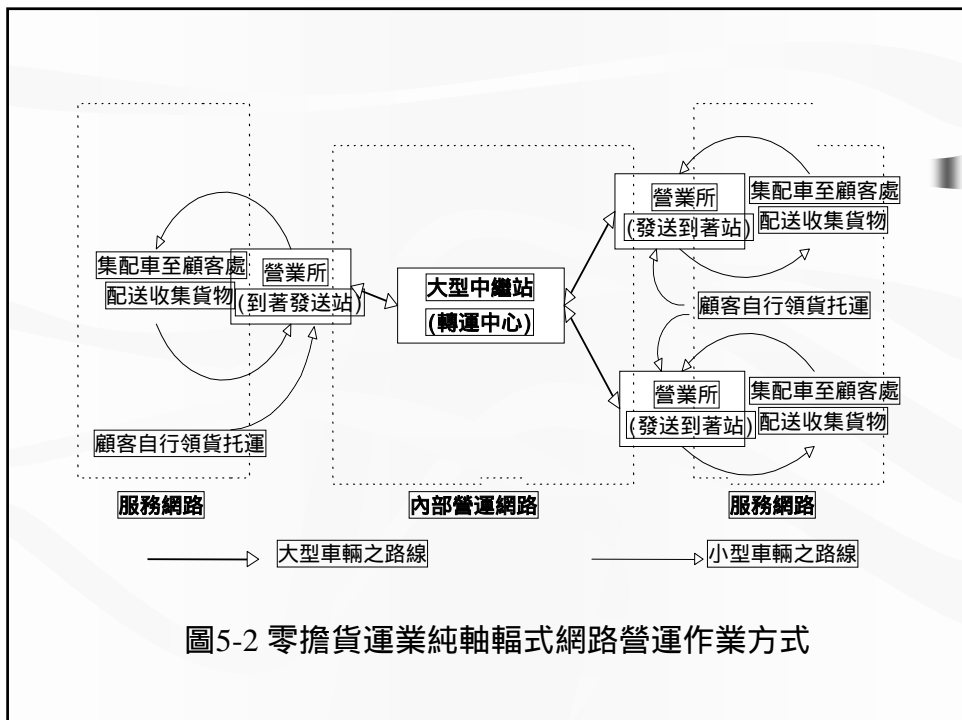 集配車至顧客處
配送收集貨物
營業所
(到著發送站)
顧客自行領貨托運
大型中繼站
(轉運中心)
營業所
(發送到著站)
集配車至顧客處
配送收集貨物
顧客自行領貨托運
營業所
(發送到著站)
集配車至顧客處
配送收集貨物
服務網路
內部營運網路
服務網路
大型車輛之路線
小型車輛之路線
圖5-2 零擔貨運業純軸輻式網路營運作業方式